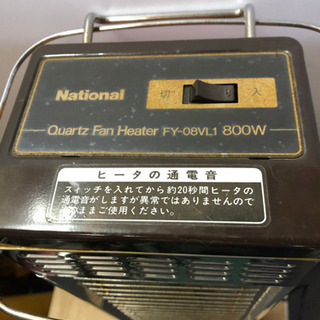 National
切 入
Quartz Fan Heater FY-08VL1 800W
ヒータの通電音
スィッチを入れてから約20秒間ヒータの
通電音がしますが異常ではありませんので
そのままご使用ください。